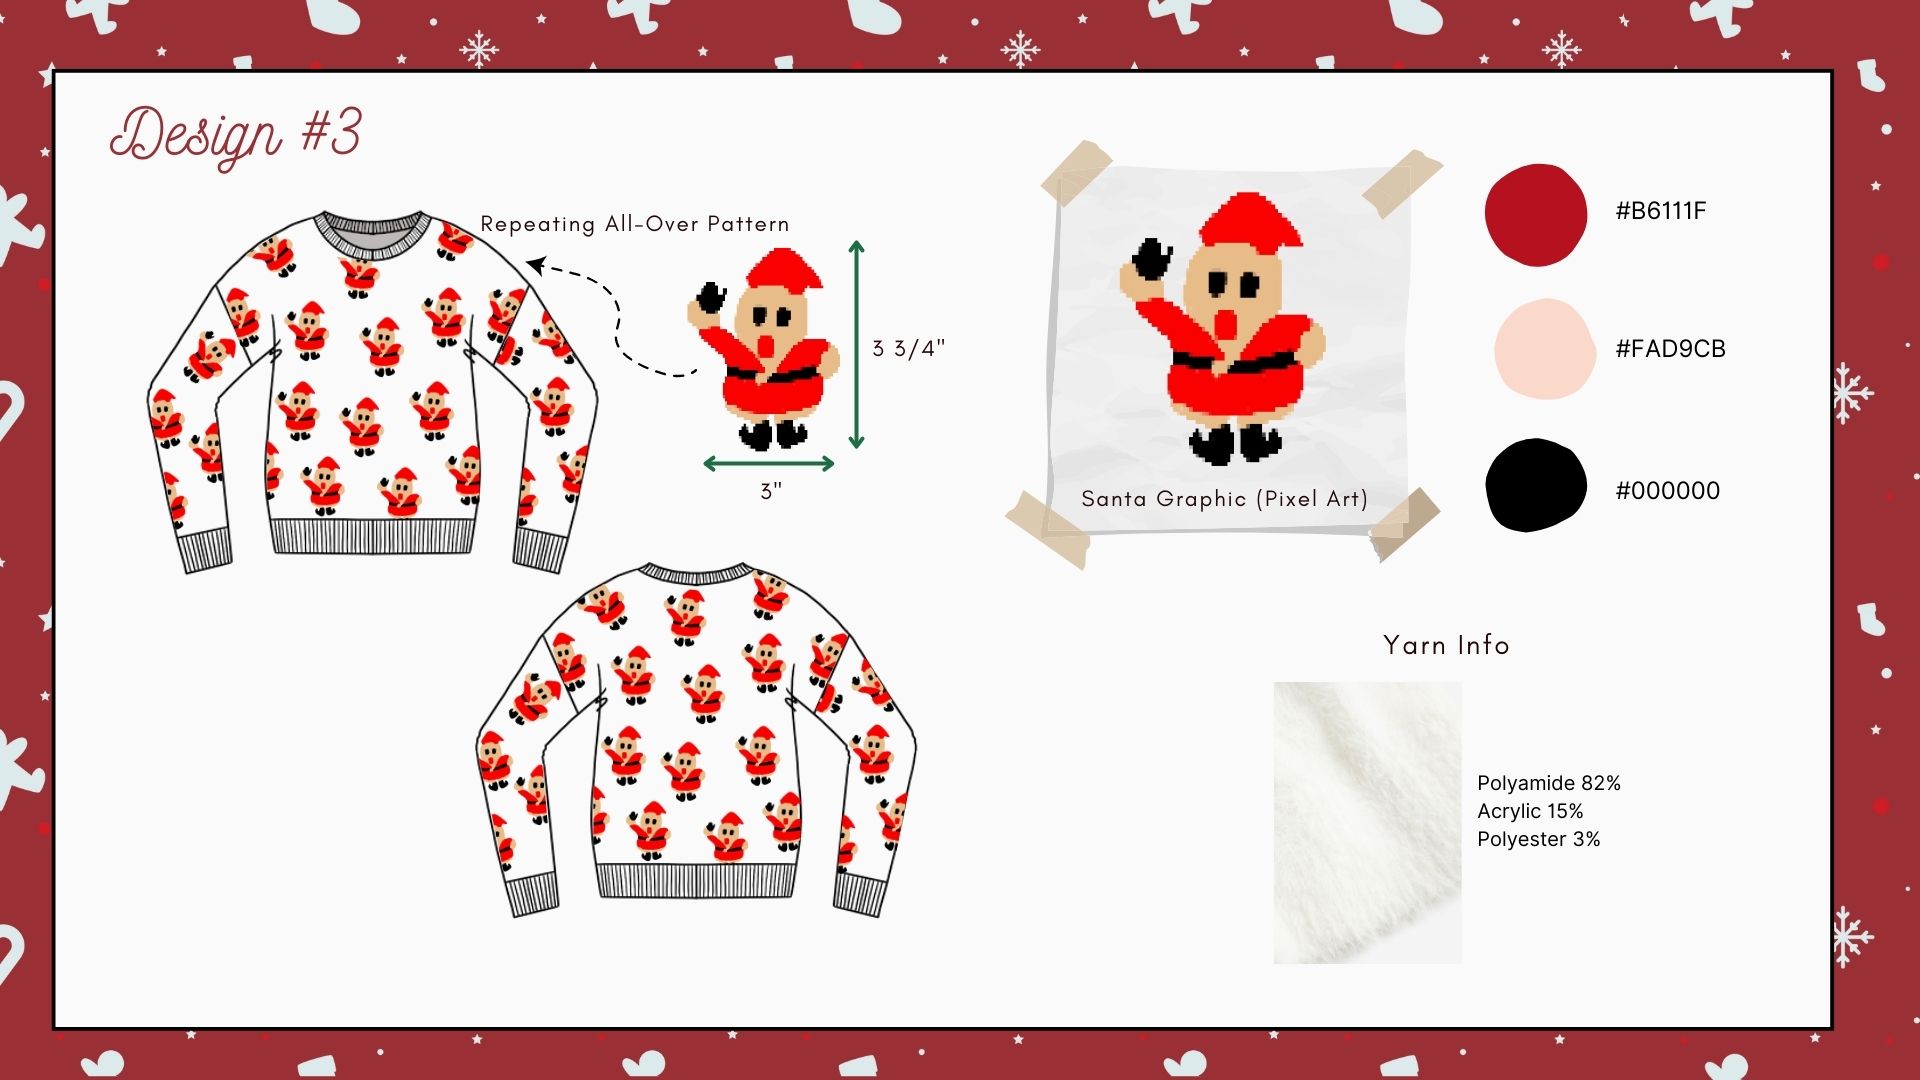 Design #3
Repeating All-Over Pattern
3 3/4"
3"
Santa Graphic (Pixel Art)
#B6111F
#FAD9CB
#000000
Yarn Info
Polyamide 82%
Acrylic 15%
Polyester 3%